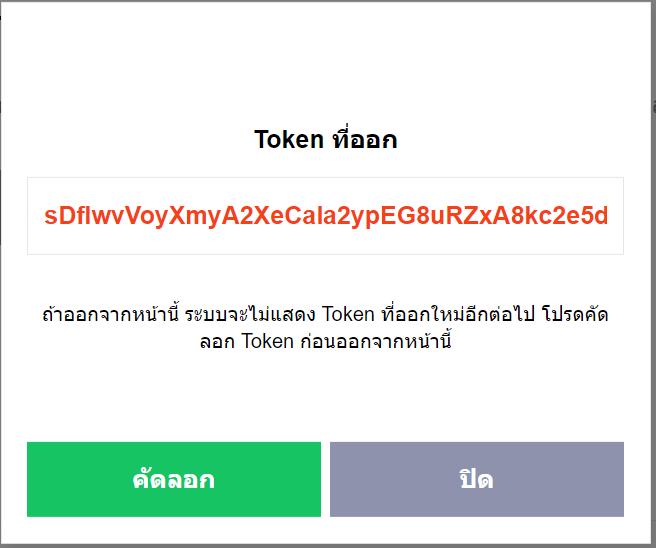 Token ที่ออก
sDflwvVoyXmyA2XeCala2ypEG8uRZxA8kc2e5d
ถ้าออกจากหน้านี้ ระบบจะไม่แสดง Token ที่ออกใหม่อีกต่อไป โปรดคัด
ลอก Token ก่อนออกจากหน้านี้
คัดลอก
ปิด